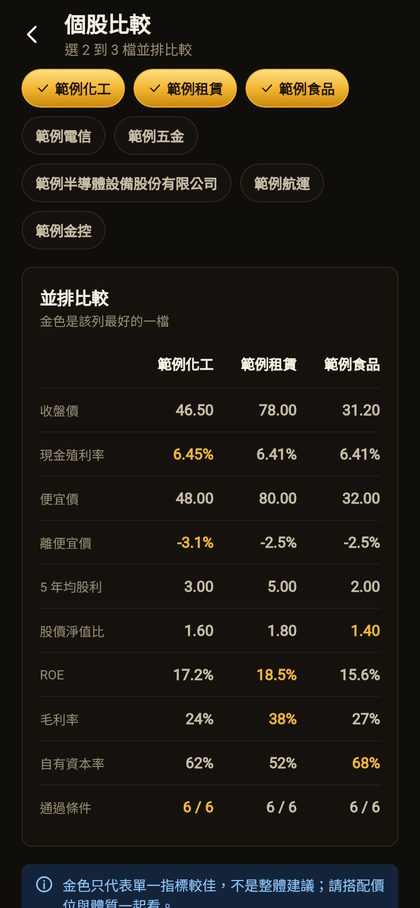 個股比較
選 2 到 3 檔並排比較
範例化工 範例租賃 範例食品
範例電信 範例五金
範例半導體設備股份有限公司 範例航運
範例金控
並排比較
金色是該列最好的一檔
範例化工 範例租賃 範例食品
收盤價 46.50 78.00 31.20
現金殖利率 6.45% 6.41% 6.41%
便宜價 48.00 80.00 32.00
離便宜價 -3.1% -2.5% -2.5%
5 年均股利 3.00 5.00 2.00
股價淨值比 1.60 1.80 1.40
ROE 17.2% 18.5% 15.6%
毛利率 24% 38% 27%
自有資本率 62% 52% 68%
通過條件 6 / 6 6 / 6 6 / 6
金色只代表單一指標較佳，不是整體建議；請搭配價
位與體質一起看。